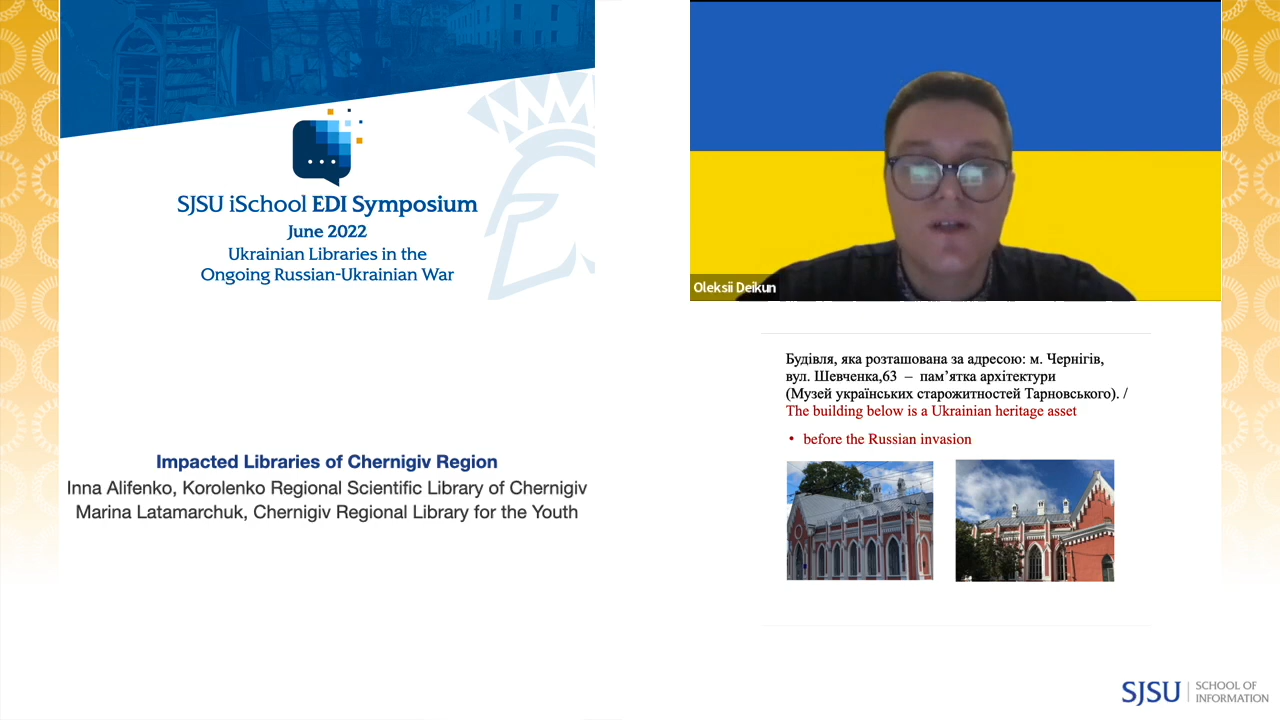 SJSU iSchool EDI Symposium
June 2022
Ukrainian Libraries in the
Ongoing Russian-Ukrainian War
Impacted Libraries of Chernigiv Region
Inna Alifenko, Korolenko Regional Scientific Library of Chernigiv
Marina Latamarchuk, Chernigiv Regional Library for the Youth
Oleksii Deikun
Будівля, яка розташована за адресою: м. Чернігів,
вул. Шевченка,63 – пам’ятка архітектури
(Музей українських старожитностей Тарновського). /
The building below is a Ukrainian heritage asset
• before the Russian invasion
SJSU | SCHOOL OF
INFORMATION